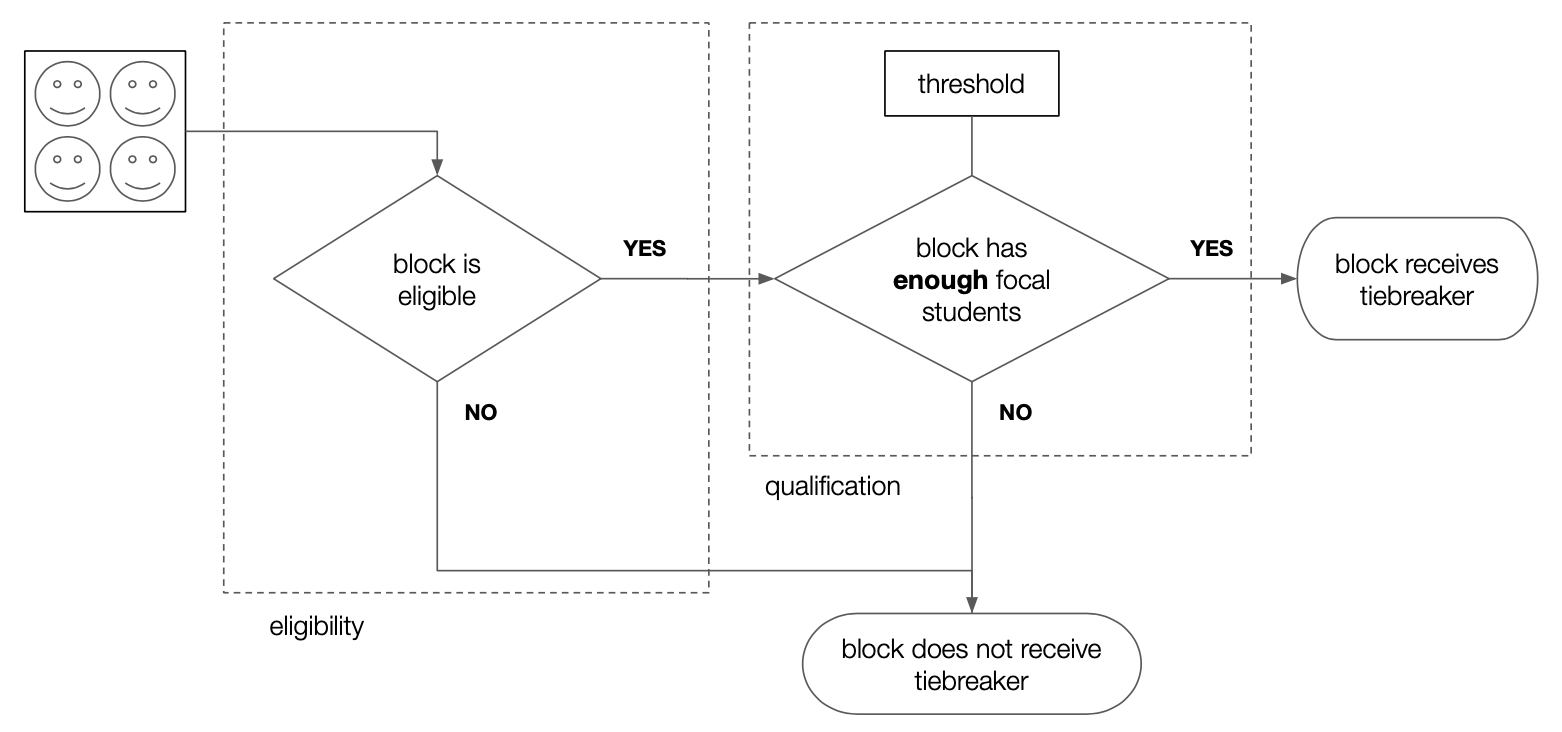 block is
eligible
YES
NO
eligibility
threshold
block has
enough focal
students
YES
NO
qualification
block receives
tiebreaker
block does not receive
tiebreaker